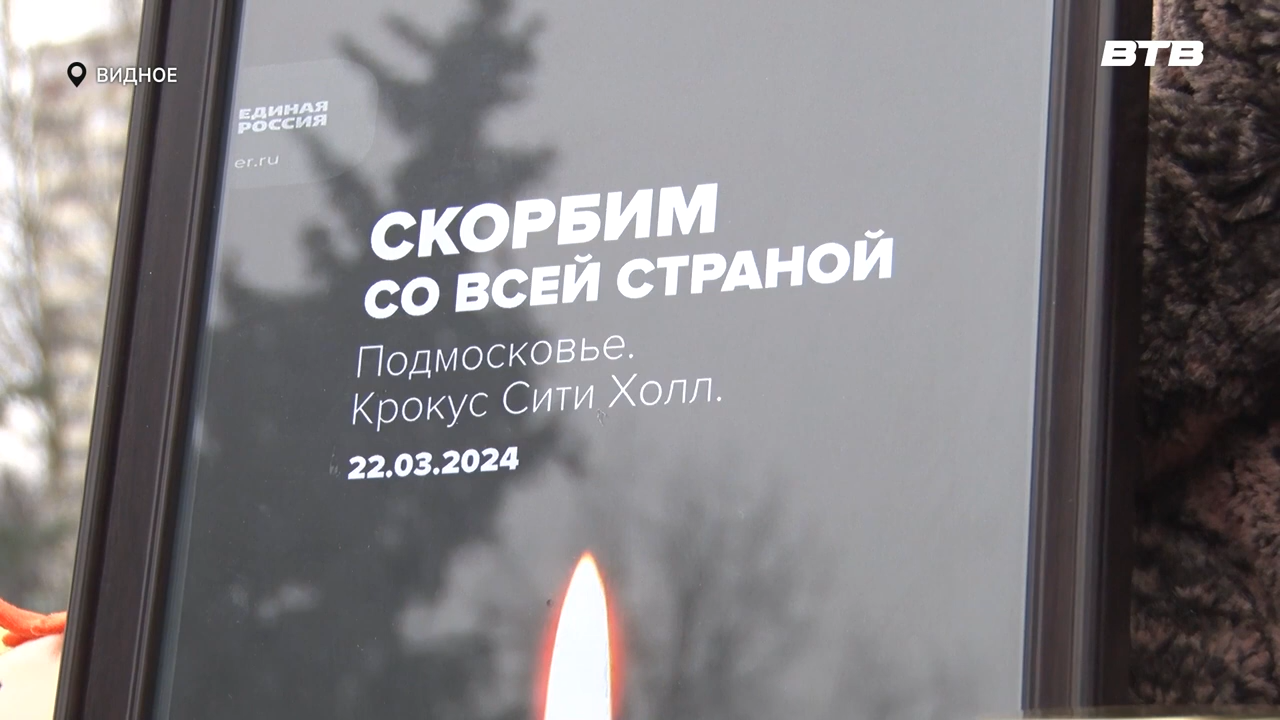 ВИДНОЕ
ВТВ
ЕДИНАЯ
РОССИЯ
er.ru
СКОРБИМ
СО ВСЕЙ СТРАНОЙ
Подмосковье.
Крокус Сити Холл.
22.03.2024